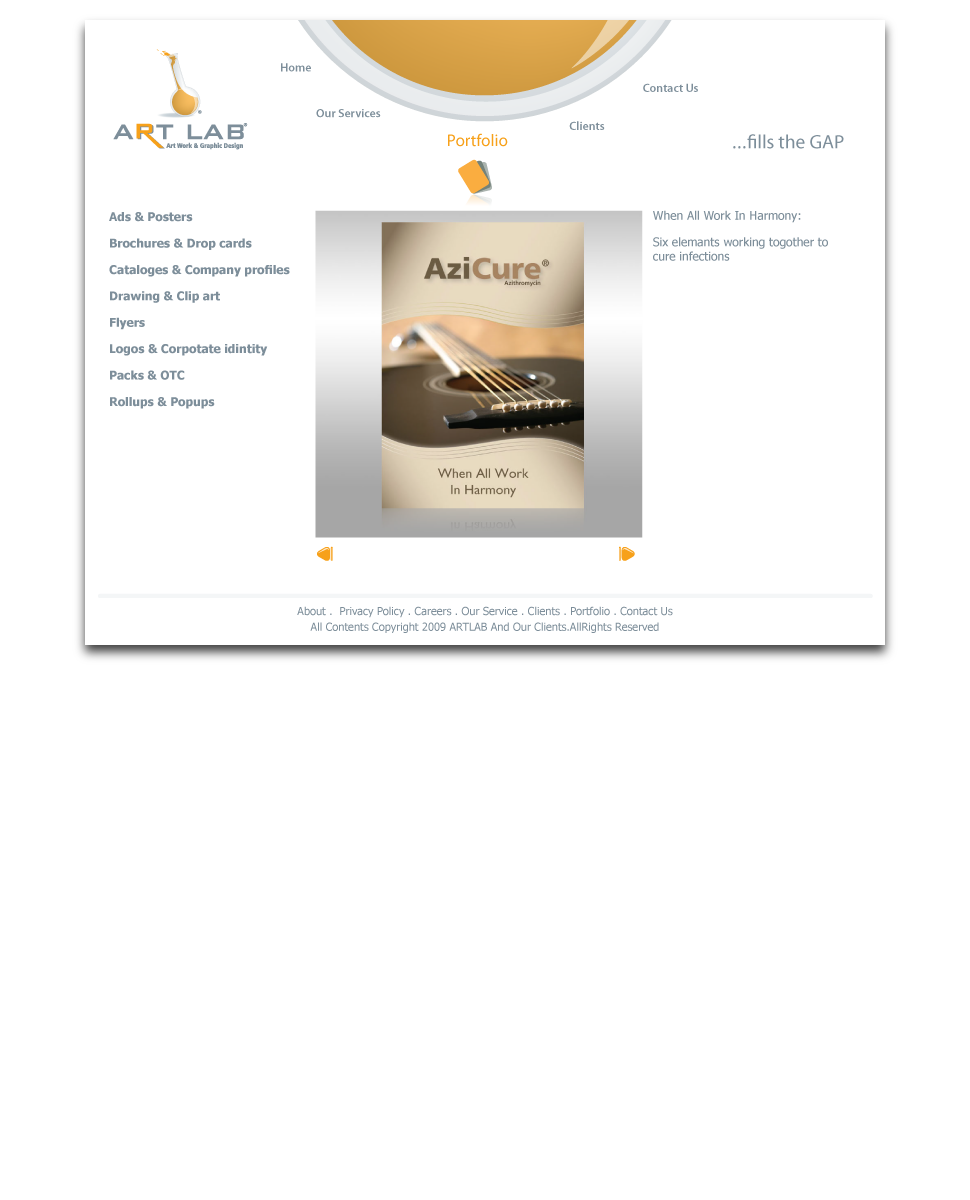 Home
Contact Us
Our Services
Clients
ART LAB®
Art Work & Graphic Design
Portfolio
...fills the GAP
Ads & Posters
Brochures & Drop cards
Cataloges & Company profiles
Drawing & Clip art
Flyers
Logos & Corpotate idintity
Packs & OTC
Rollups & Popups
AziCure®
Azithromycin
When All Work
In Harmony
When All Work In Harmony:
Six elemants working togother to
cure infections
About .  Privacy Policy . Careers . Our Service . Clients . Portfolio . Contact Us
All Contents Copyright 2009 ARTLAB And Our Clients.AllRights Reserved